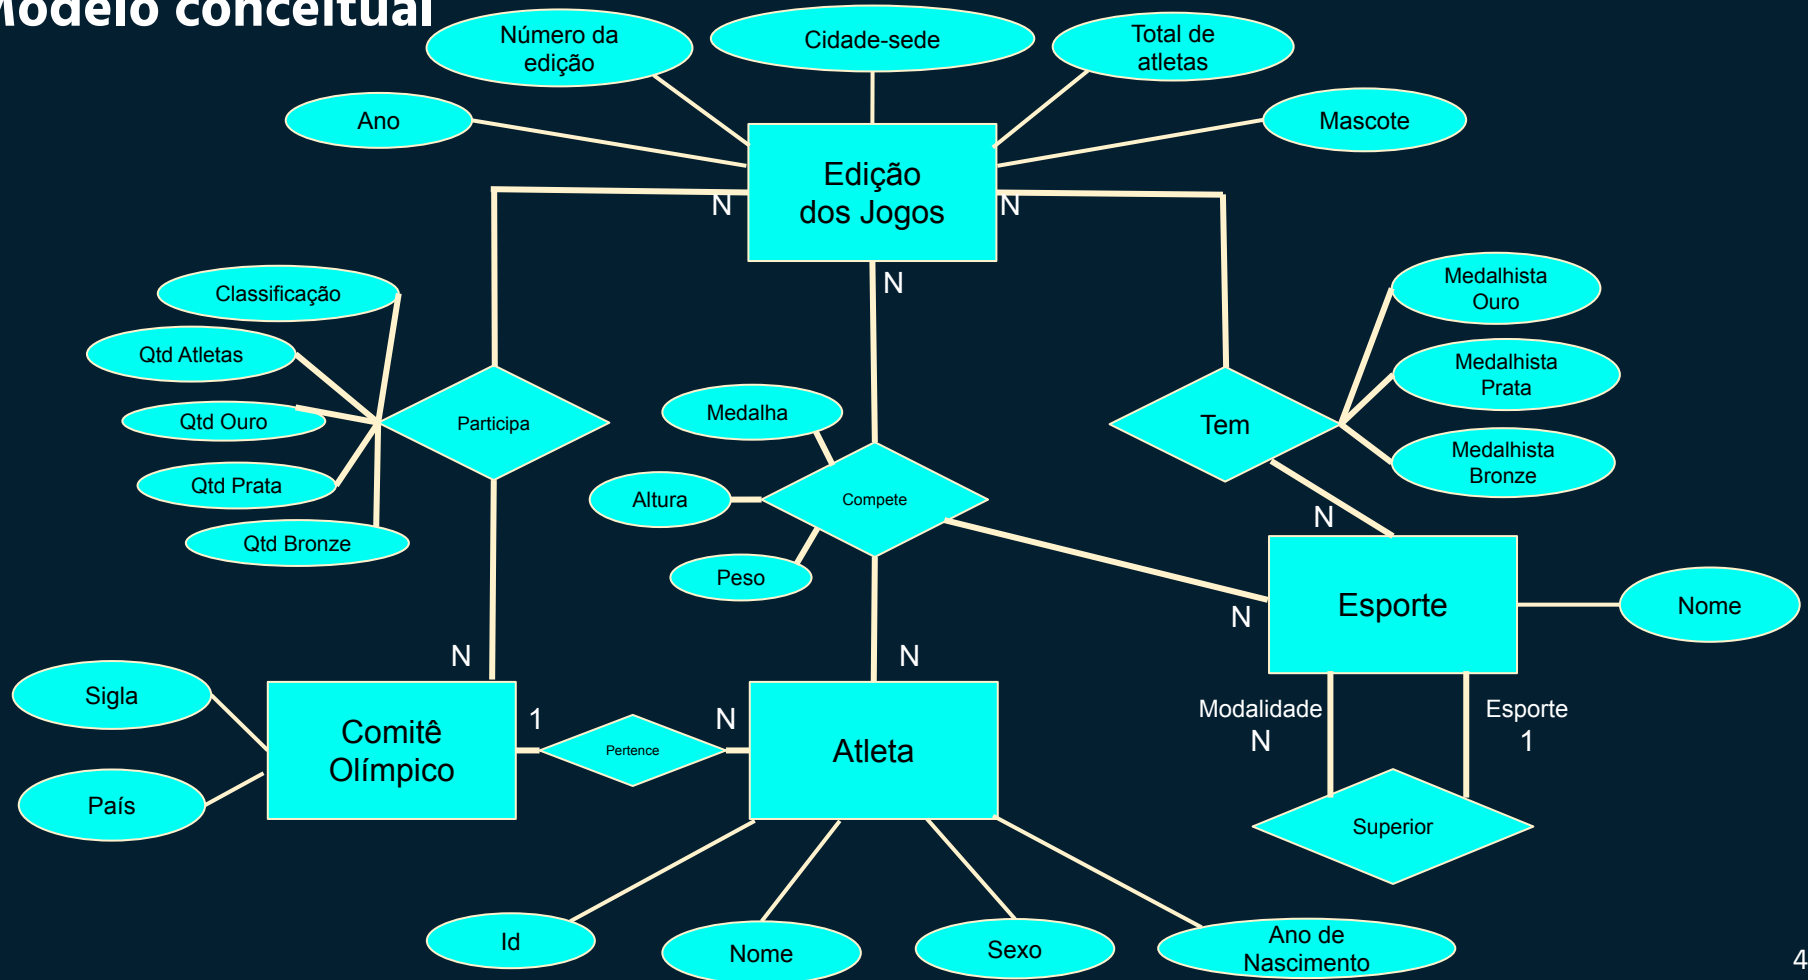 Modelo conceitual
Número da
edição
Cidade-sede
Total de
atletas
Ano
Mascote
Edição
dos Jogos
N
N
N
Classificação
Qtd Atletas
Qtd Ouro
Qtd Prata
Qtd Bronze
Participa
Medalha
Altura
Peso
Compete
Tem
Medalhista
Ouro
Medalhista
Prata
Medalhista
Bronze
N
N
Esporte
Nome
N
N
Sigla
País
Comitê
Olímpico
1
Pertence
N
Atleta
Modalidade
N
Esporte
1
Superior
Id
Nome
Sexo
Ano de
Nascimento
4